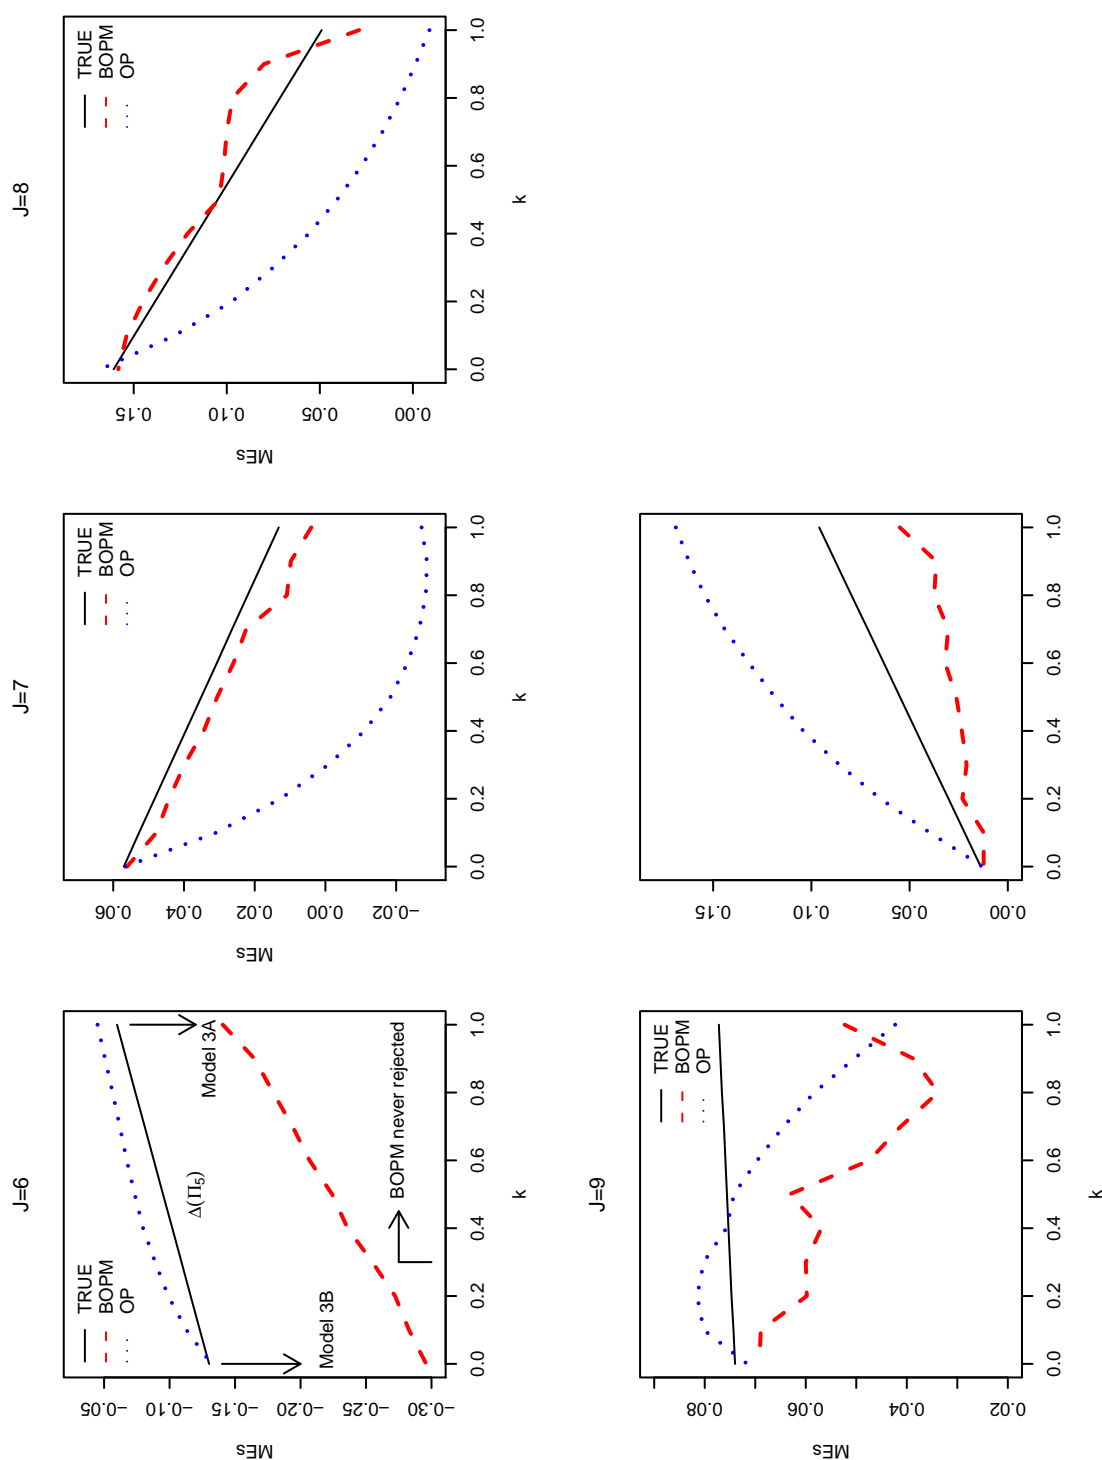 J=6
TRUE
BOPM
OP
Δ(Π₅)
Model 3A
Model 3B
BOPM never rejected
MEs
−0.05
−0.10
−0.15
−0.20
−0.25
−0.30
0.0 0.2 0.4 0.6 0.8 1.0
k
J=7
TRUE
BOPM
OP
MEs
0.06
0.04
0.02
0.00
−0.02
0.0 0.2 0.4 0.6 0.8 1.0
k
J=8
TRUE
BOPM
OP
MEs
0.15
0.10
0.05
0.00
0.0 0.2 0.4 0.6 0.8 1.0
k
J=9
TRUE
BOPM
OP
MEs
0.08
0.06
0.04
0.02
0.0 0.2 0.4 0.6 0.8 1.0
k
0.15
0.10
0.05
0.00
0.0 0.2 0.4 0.6 0.8 1.0